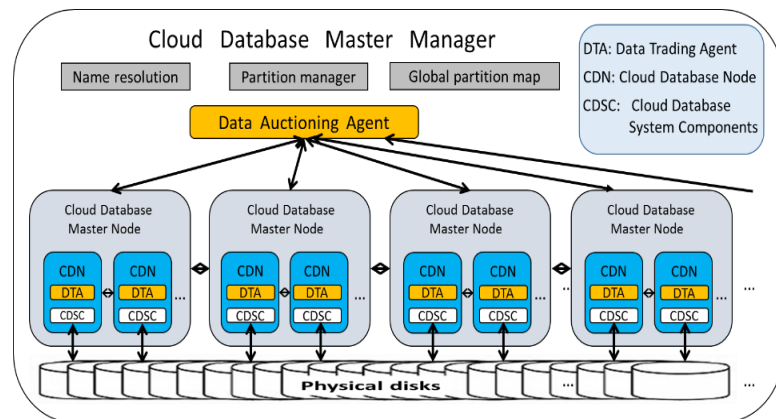 Cloud Database Master Manager
Name resolution
Partition manager
Global partition map
DTA: Data Trading Agent
CDN: Cloud Database Node
CDSC: Cloud Database
System Components
Data Auctioning Agent
Cloud Database
Master Node
CDN
CDN
DTA
DTA
...
CDSC
CDSC
Cloud Database
Master Node
CDN
CDN
DTA
DTA
...
CDSC
CDSC
Cloud Database
Master Node
CDN
CDN
DTA
DTA
...
CDSC
CDSC
Cloud Database
Master Node
CDN
CDN
DTA
DTA
...
CDSC
CDSC
...
Physical disks
...
...